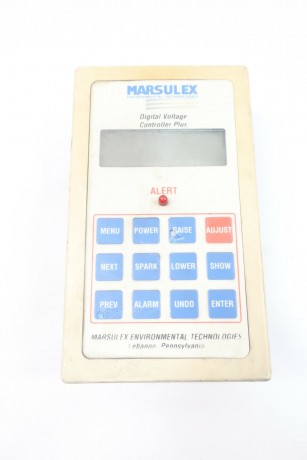 MARSULEX
Digital Voltage
Controller Plus
ALERT
MENU POWER RAISE ADJUST
NEXT SPARK LOWER SHOW
PREV ALARM UNDO ENTER
MARSULEX ENVIRONMENTAL TECHNOLOGIES
Lebanon, Pennsylvania